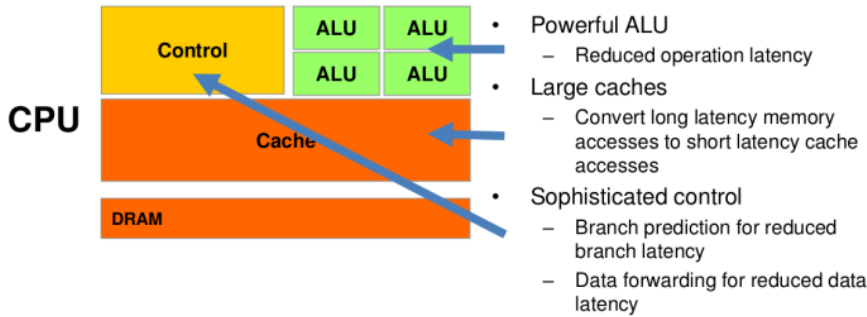 CPU
Control
ALU
ALU
ALU
ALU
Cache
DRAM
• Powerful ALU
– Reduced operation latency
• Large caches
– Convert long latency memory
accesses to short latency cache
accesses
• Sophisticated control
– Branch prediction for reduced
branch latency
– Data forwarding for reduced data
latency